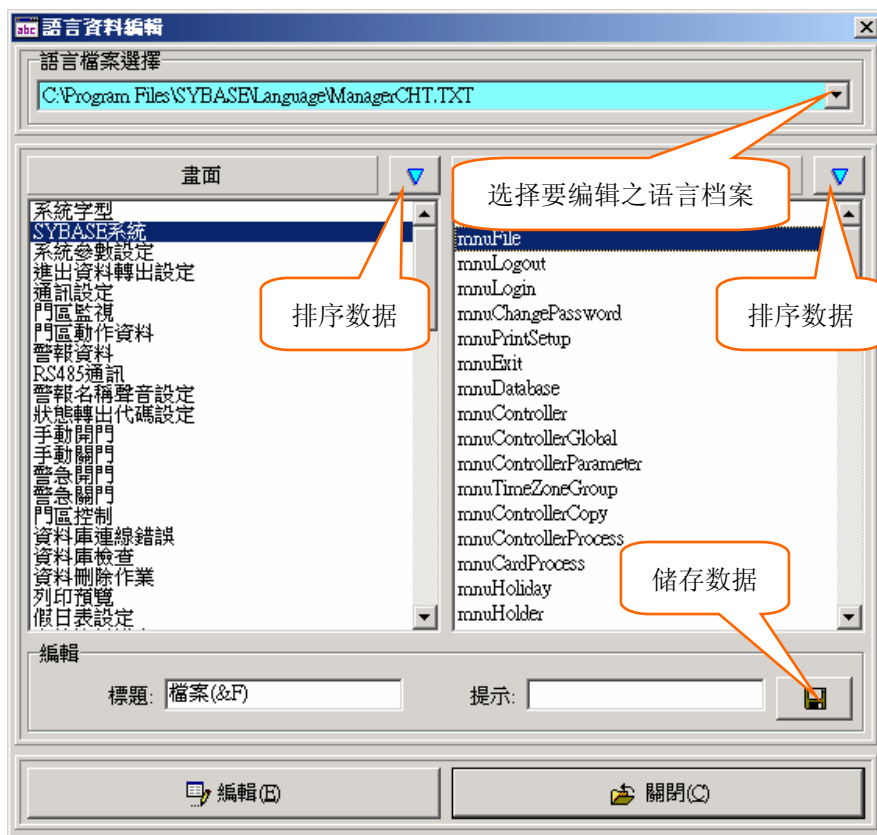 語言資料編輯
語言檔案選擇
C:\Program Files\SYBASE\Language\ManagerCHT.TXT
畫面
选择要编辑之语言档案
系統字型
SYBASE系統
系統參數設定
進出資料轉出設定
通訊設定
門區監視
門區動作資料
警報資料
RS485通訊
警報名稱聲音設定
狀態轉出代碼設定
手動開門
手動關門
警急開門
警急關門
門區控制
資料庫連線錯誤
資料庫檢查
資料刪除作業
列印預覽
假日表設定
排序数据
mnuFile
mnuLogout
mnuLogin
mnuChangePassword
mnuPrintSetup
mnuExit
mnuDatabase
mnuController
mnuControllerGlobal
mnuControllerParameter
mnuTimeZoneGroup
mnuControllerCopy
mnuControllerProcess
mnuCardProcess
mnuHoliday
mnuHolder
排序数据
储存数据
編輯
標題: 檔案(&F)
提示:
編輯(E)
關閉(C)